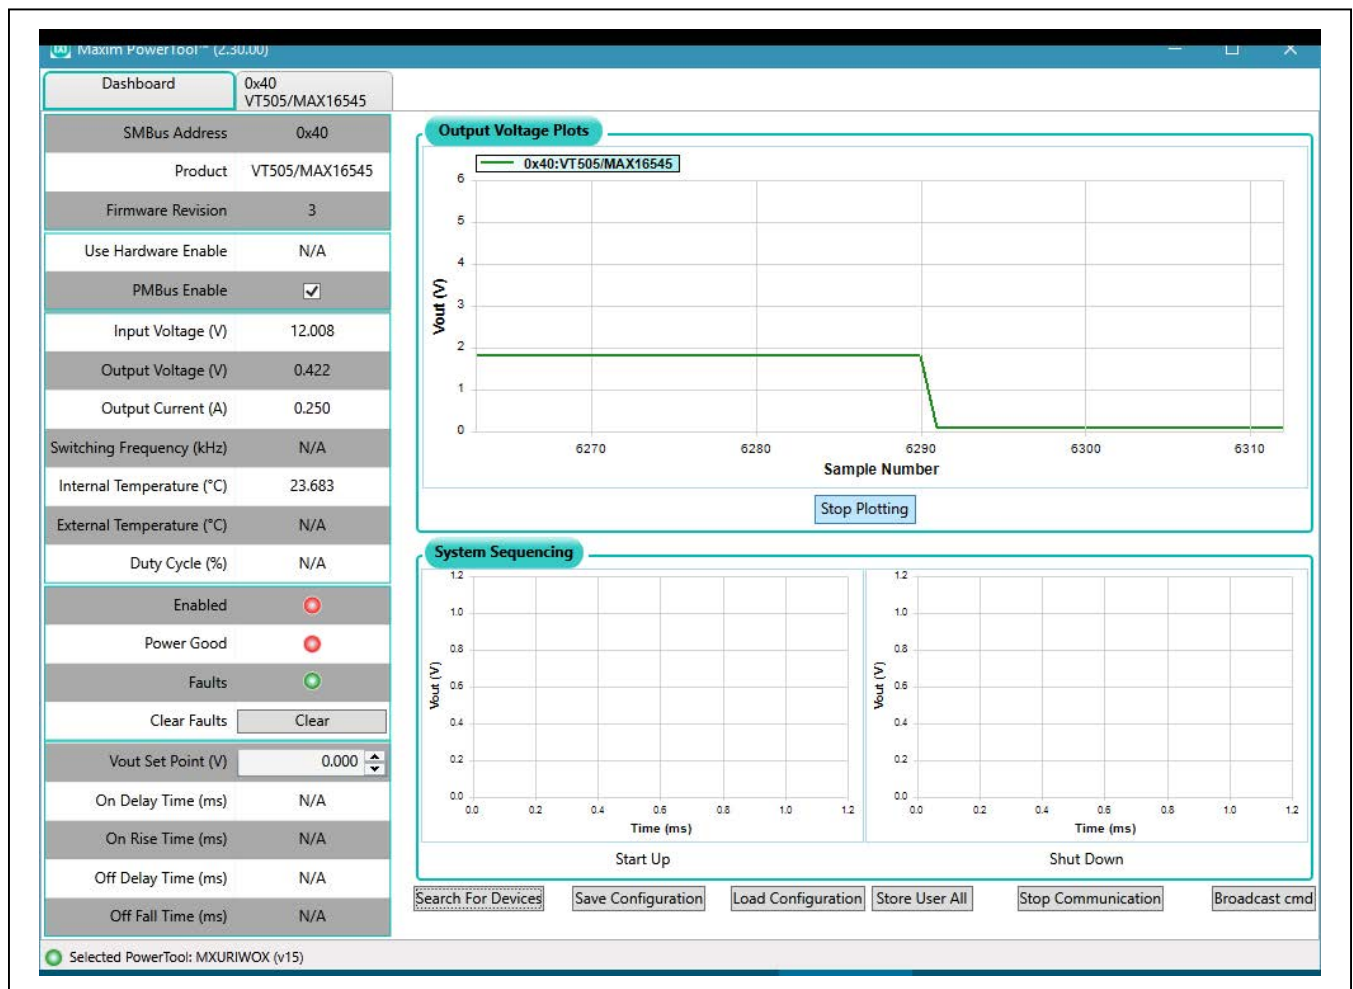 Maxim PowerTool™ (2.30.00)
Dashboard
0x40
VT505/MAX16545
SMBus Address 0x40
Product VT505/MAX16545
Firmware Revision 3
Use Hardware Enable N/A
PMBus Enable
Input Voltage (V) 12.008
Output Voltage (V) 0.422
Output Current (A) 0.250
Switching Frequency (kHz) N/A
Internal Temperature (°C) 23.683
External Temperature (°C) N/A
Duty Cycle (%) N/A
Enabled
Power Good
Faults
Clear Faults Clear
Vout Set Point (V) 0.000
On Delay Time (ms) N/A
On Rise Time (ms) N/A
Off Delay Time (ms) N/A
Off Fall Time (ms) N/A
Output Voltage Plots
0x40:VT505/MAX16545
6
5
4
3
2
1
0
Vout (V)
6270 6280 6290 6300 6310
Sample Number
Stop Plotting
System Sequencing
1.2
1.0
0.8
0.6
0.4
0.2
0.0
Vout (V)
0.0 0.2 0.4 0.6 0.8 1.0 1.2
Time (ms)
Start Up
1.2
1.0
0.8
0.6
0.4
0.2
0.0
Vout (V)
0.0 0.2 0.4 0.6 0.8 1.0 1.2
Time (ms)
Shut Down
Search For Devices Save Configuration Load Configuration Store User All Stop Communication Broadcast cmd
Selected PowerTool: MXURIWOX (v15)